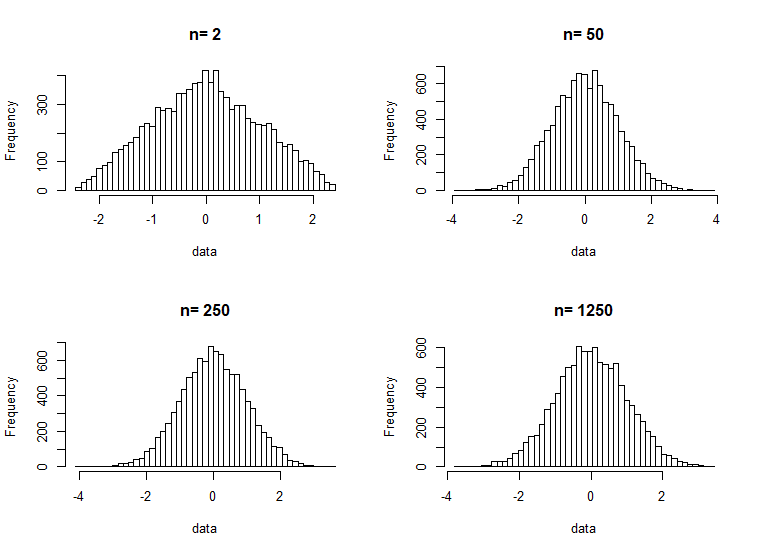 n= 2
Frequency
0 100 300
-2 -1 0 1 2
data
n= 50
Frequency
0 200 400 600
-4 -2 0 2 4
data
n= 250
Frequency
0 200 400 600
-4 -2 0 2
data
n= 1250
Frequency
0 200 400 600
-4 -2 0 2
data